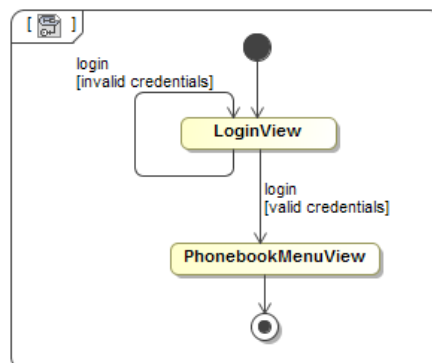 [ ]
login
[invalid credentials]
LoginView
login
[valid credentials]
PhonebookMenuView